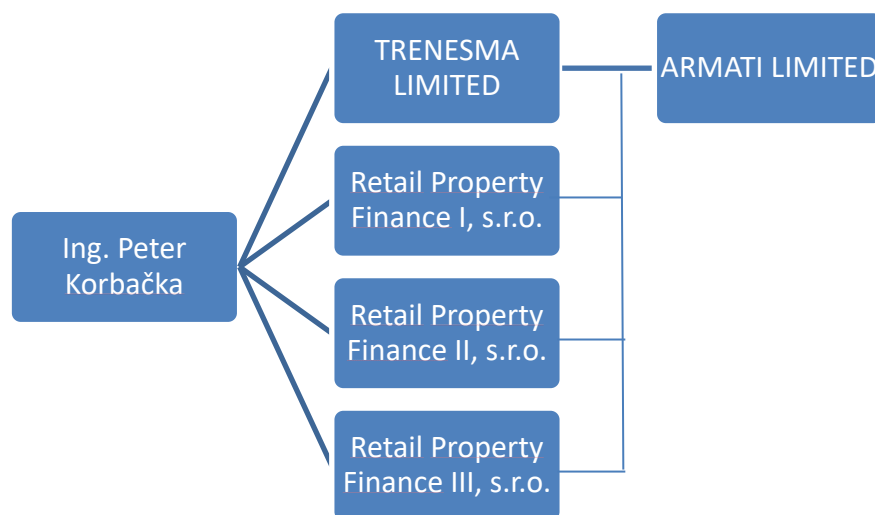 TRENESMA
LIMITED
ARMATI LIMITED
Retail Property
Finance I, s.r.o.
Ing. Peter
Korbačka
Retail Property
Finance II, s.r.o.
Retail Property
Finance III, s.r.o.